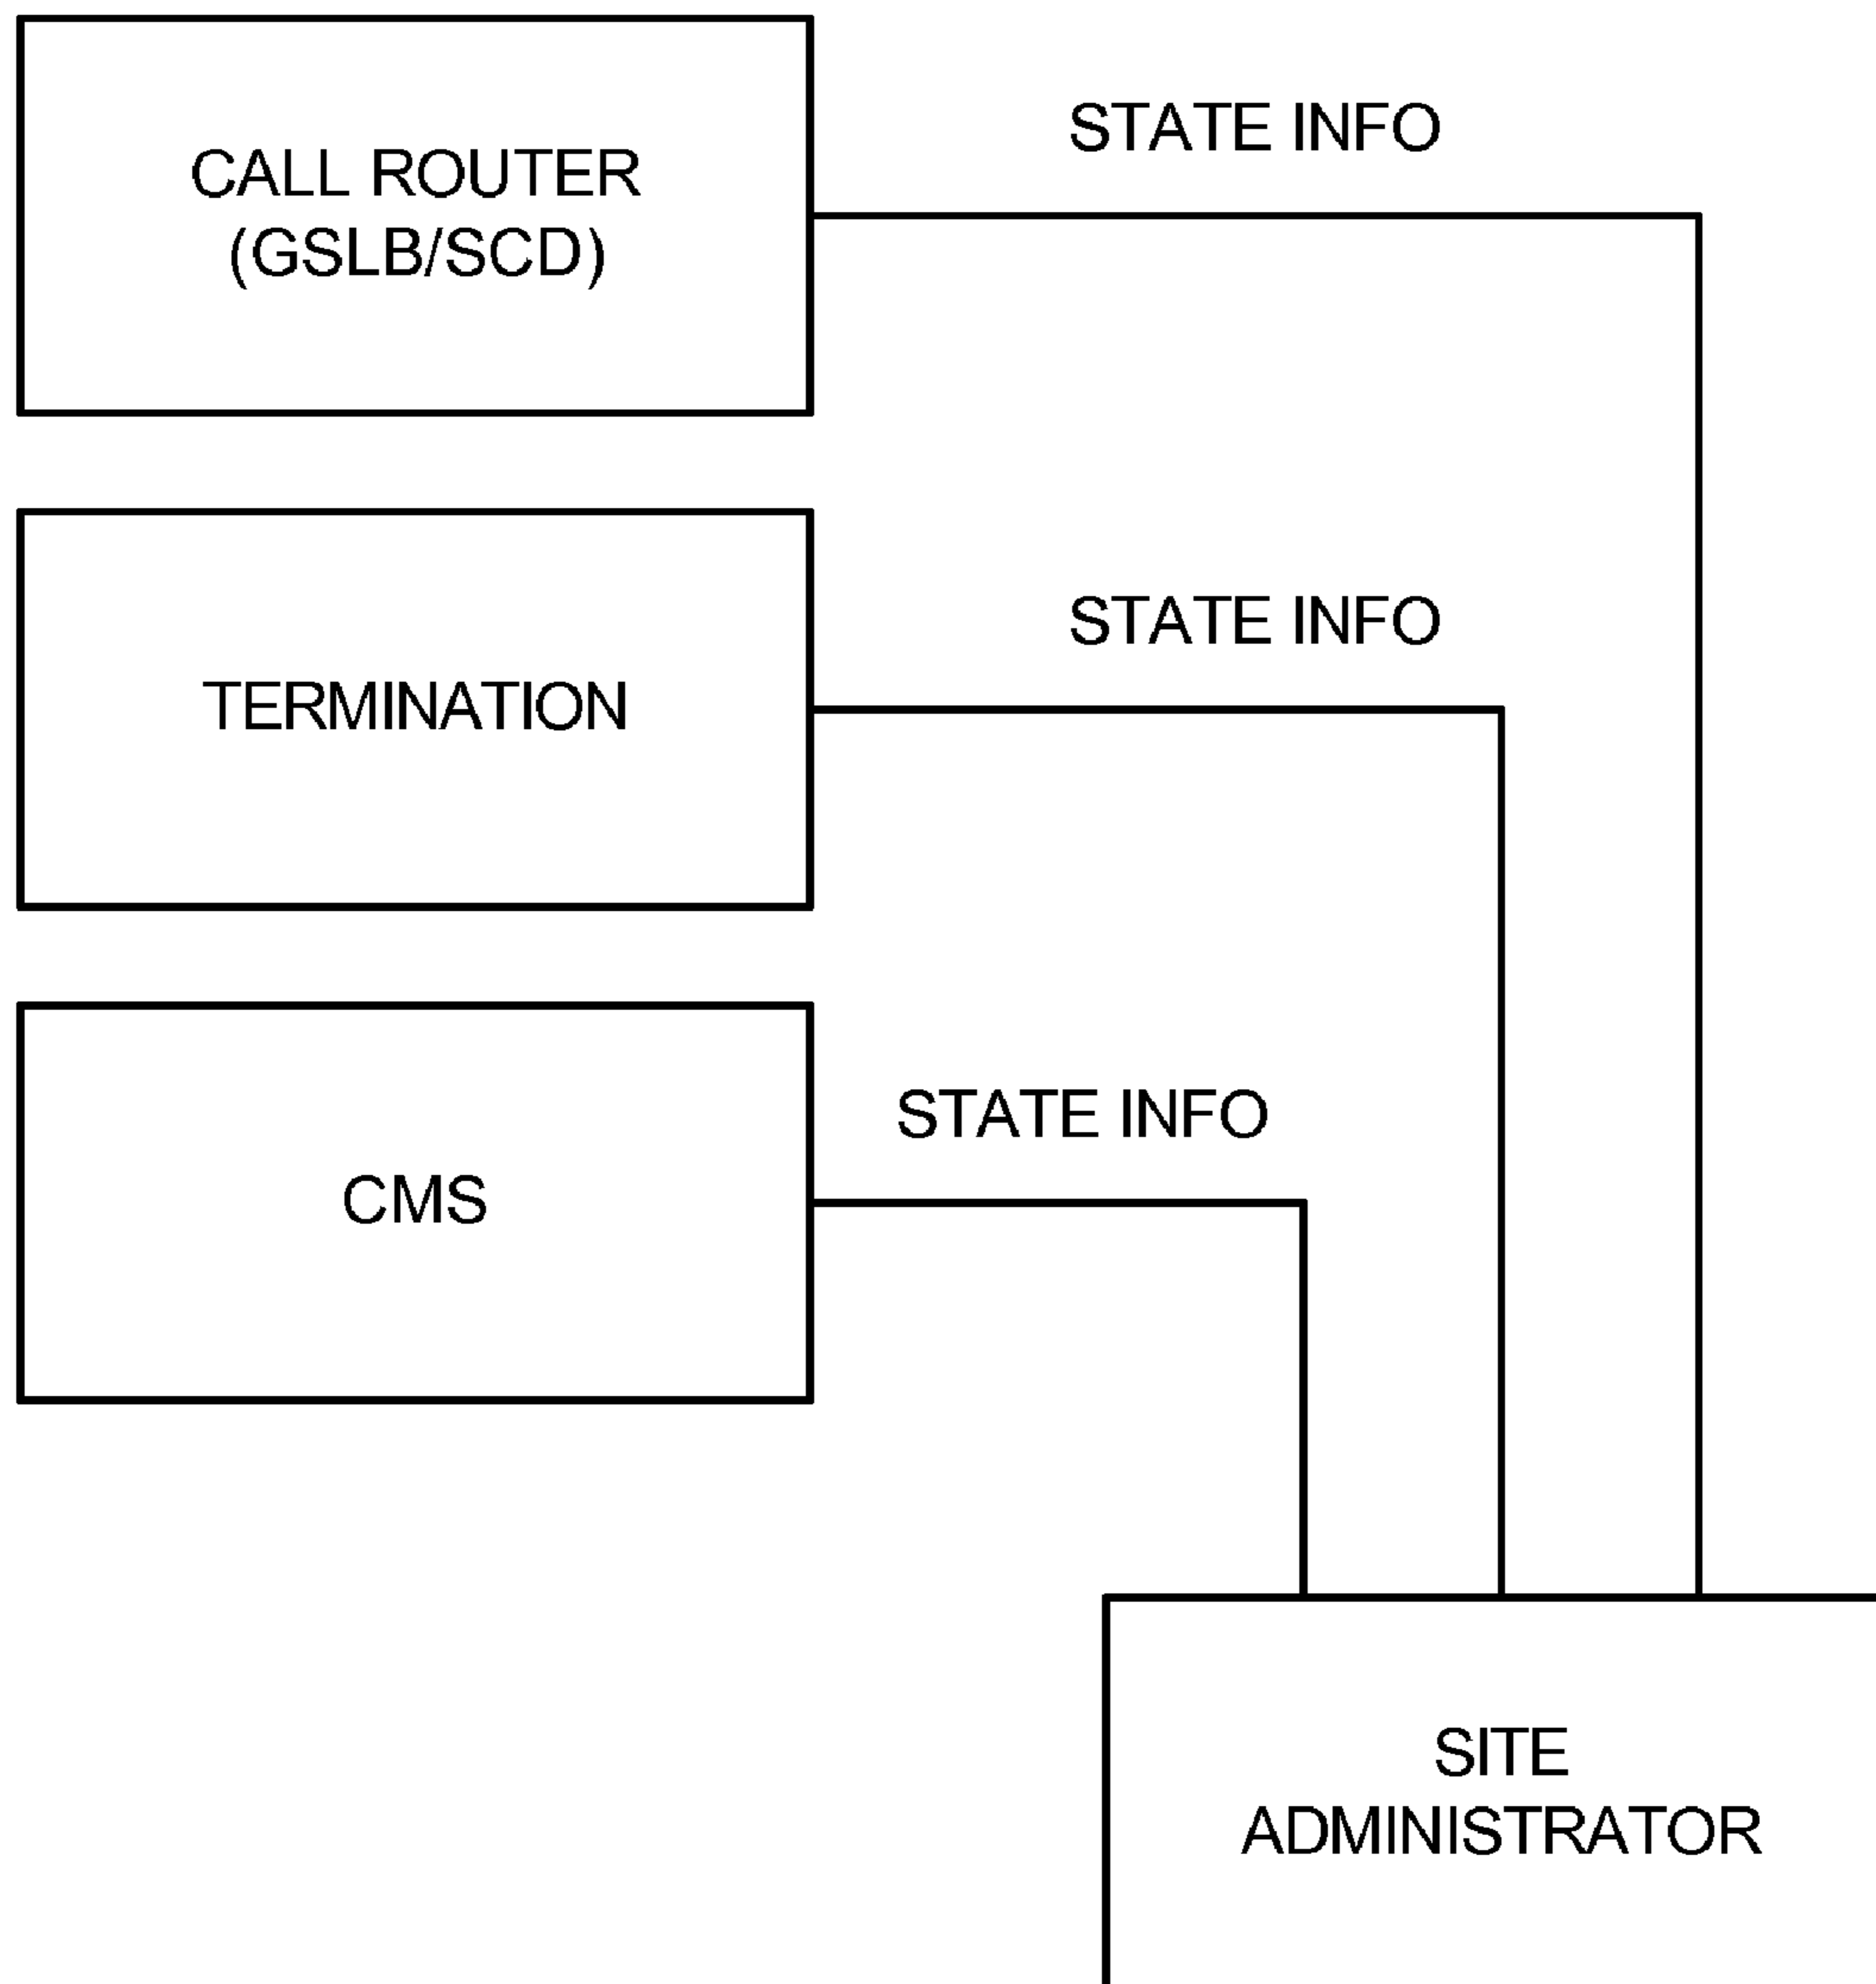 CALL ROUTER
(GSLB/SCD)
STATE INFO
TERMINATION
STATE INFO
CMS
STATE INFO
SITE
ADMINISTRATOR